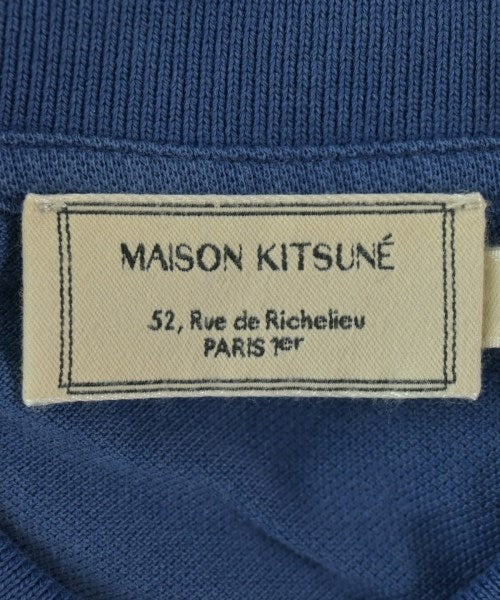 MAISON KITSUNÉ
52, Rue de Richelieu
PARIS 1er